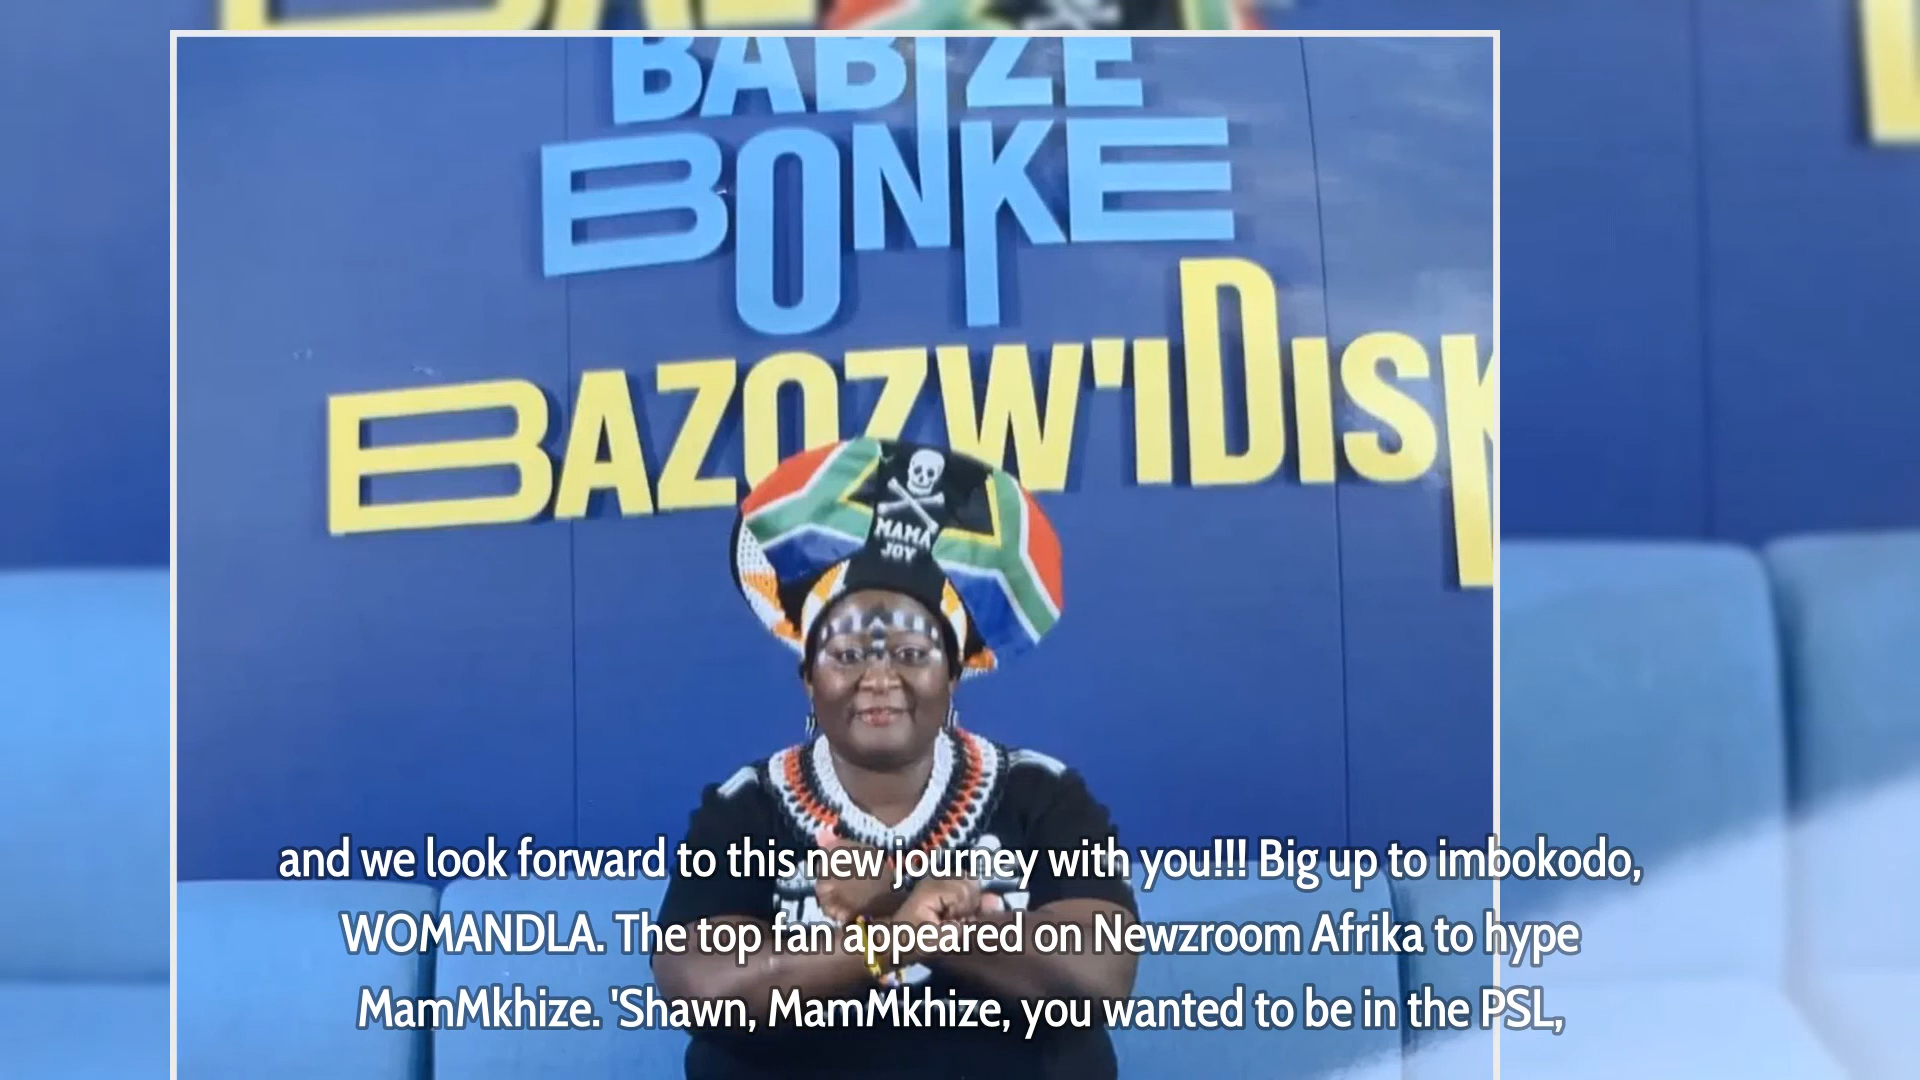 BABIZE
BONKE
BAZOZW'IDISK
MAMA
JOY
and we look forward to this new journey with you!!! Big up to imbokodo,
WOMANDLA. The top fan appeared on Newzroom Afrika to hype
MamMkhize. 'Shawn, MamMkhize, you wanted to be in the PSL,